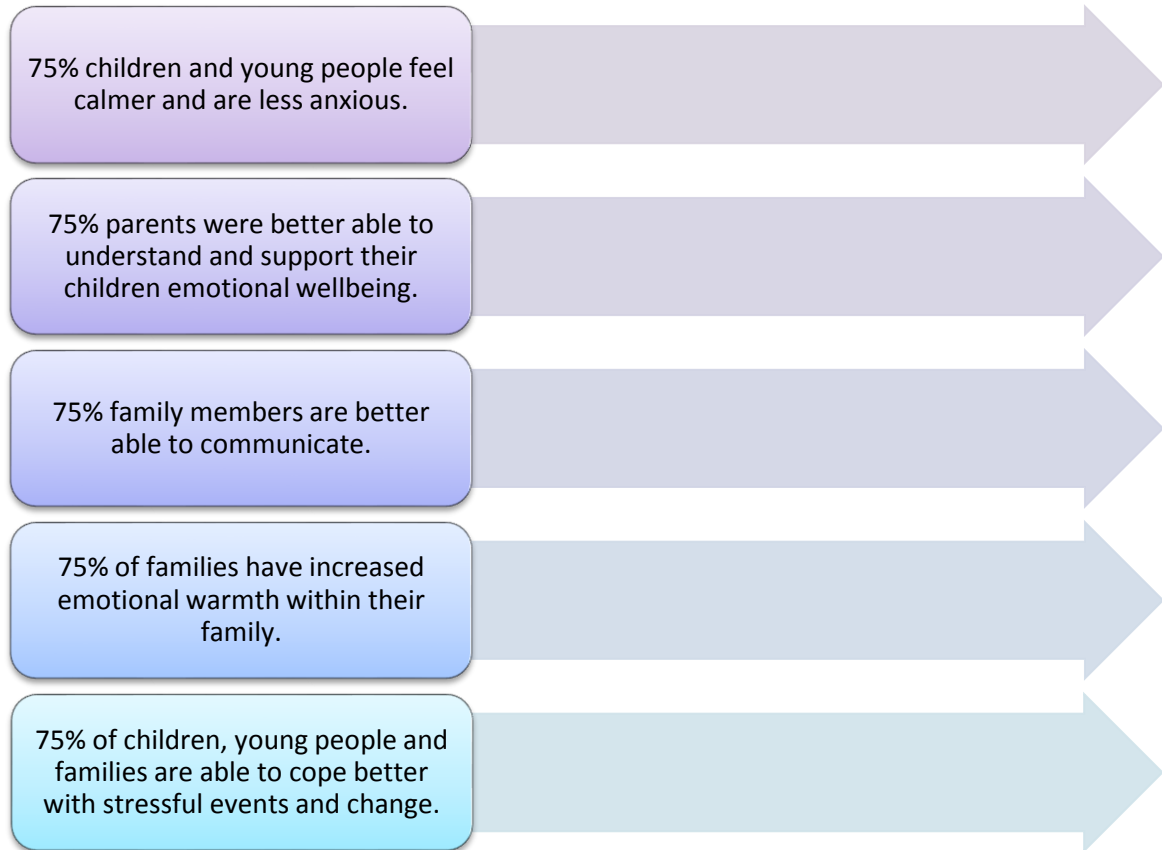 75% children and young people feel
calmer and are less anxious.
75% parents were better able to
understand and support their
children emotional wellbeing.
75% family members are better
able to communicate.
75% of families have increased
emotional warmth within their
family.
75% of children, young people and
families are able to cope better
with stressful events and change.